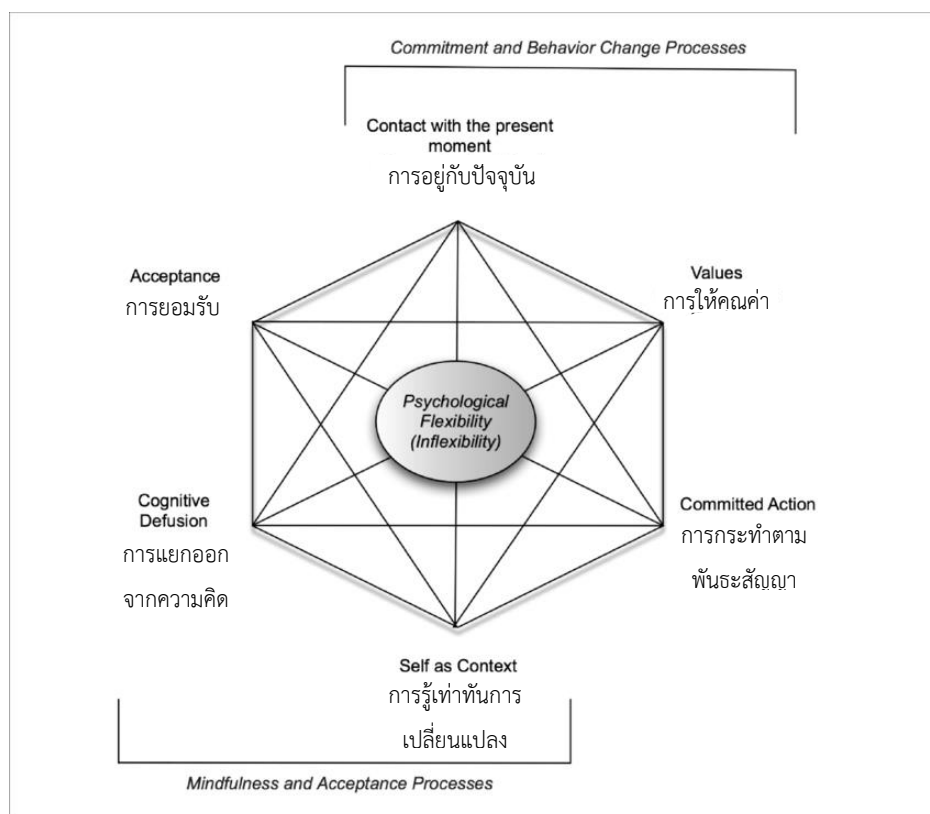 Commitment and Behavior Change Processes
Contact with the present
moment
การอยู่กับปัจจุบัน
Acceptance
การยอมรับ
Values
การให้คุณค่า
Psychological
Flexibility
(Inflexibility)
Cognitive
Defusion
การแยกออก
จากความคิด
Committed Action
การกระทำตาม
พันธะสัญญา
Self as Context
การรู้เท่าทันการ
เปลี่ยนแปลง
Mindfulness and Acceptance Processes